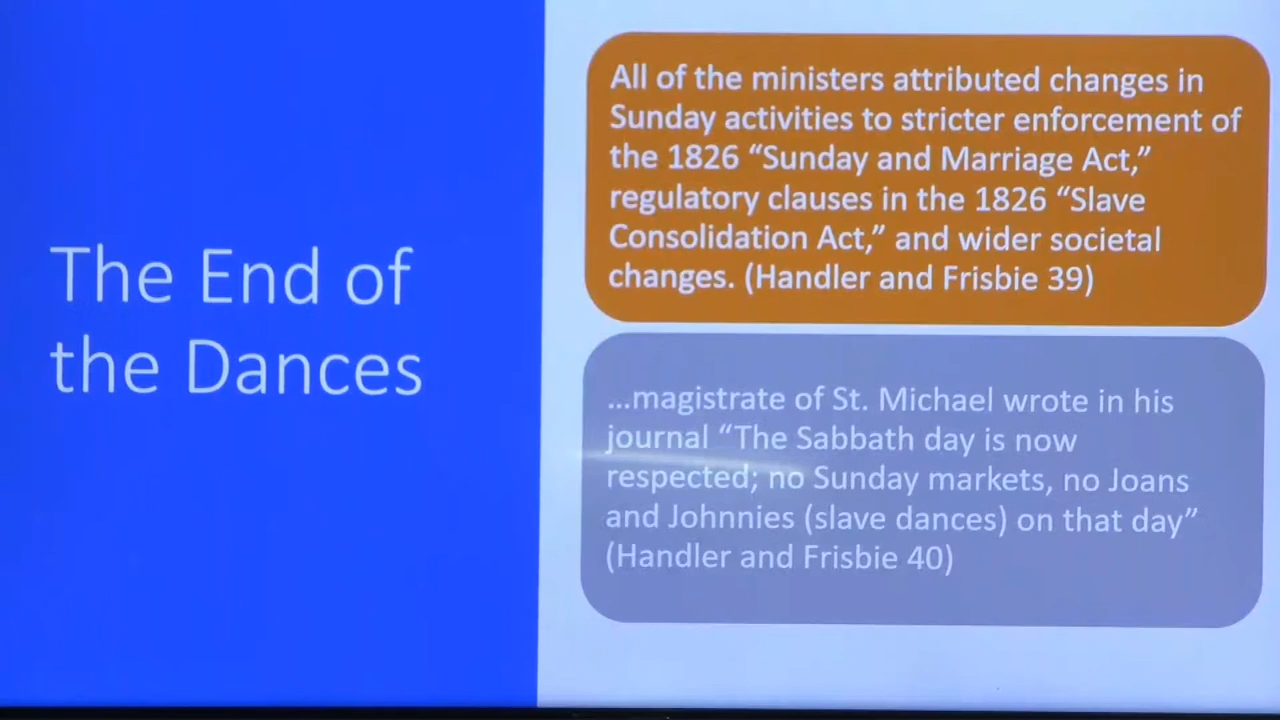 The End of
the Dances
All of the ministers attributed changes in
Sunday activities to stricter enforcement of
the 1826 “Sunday and Marriage Act,”
regulatory clauses in the 1826 “Slave
Consolidation Act,” and wider societal
changes. (Handler and Frisbie 39)
...magistrate of St. Michael wrote in his
journal “The Sabbath day is now
respected; no Sunday markets, no Joans
and Johnnies (slave dances) on that day”
(Handler and Frisbie 40)